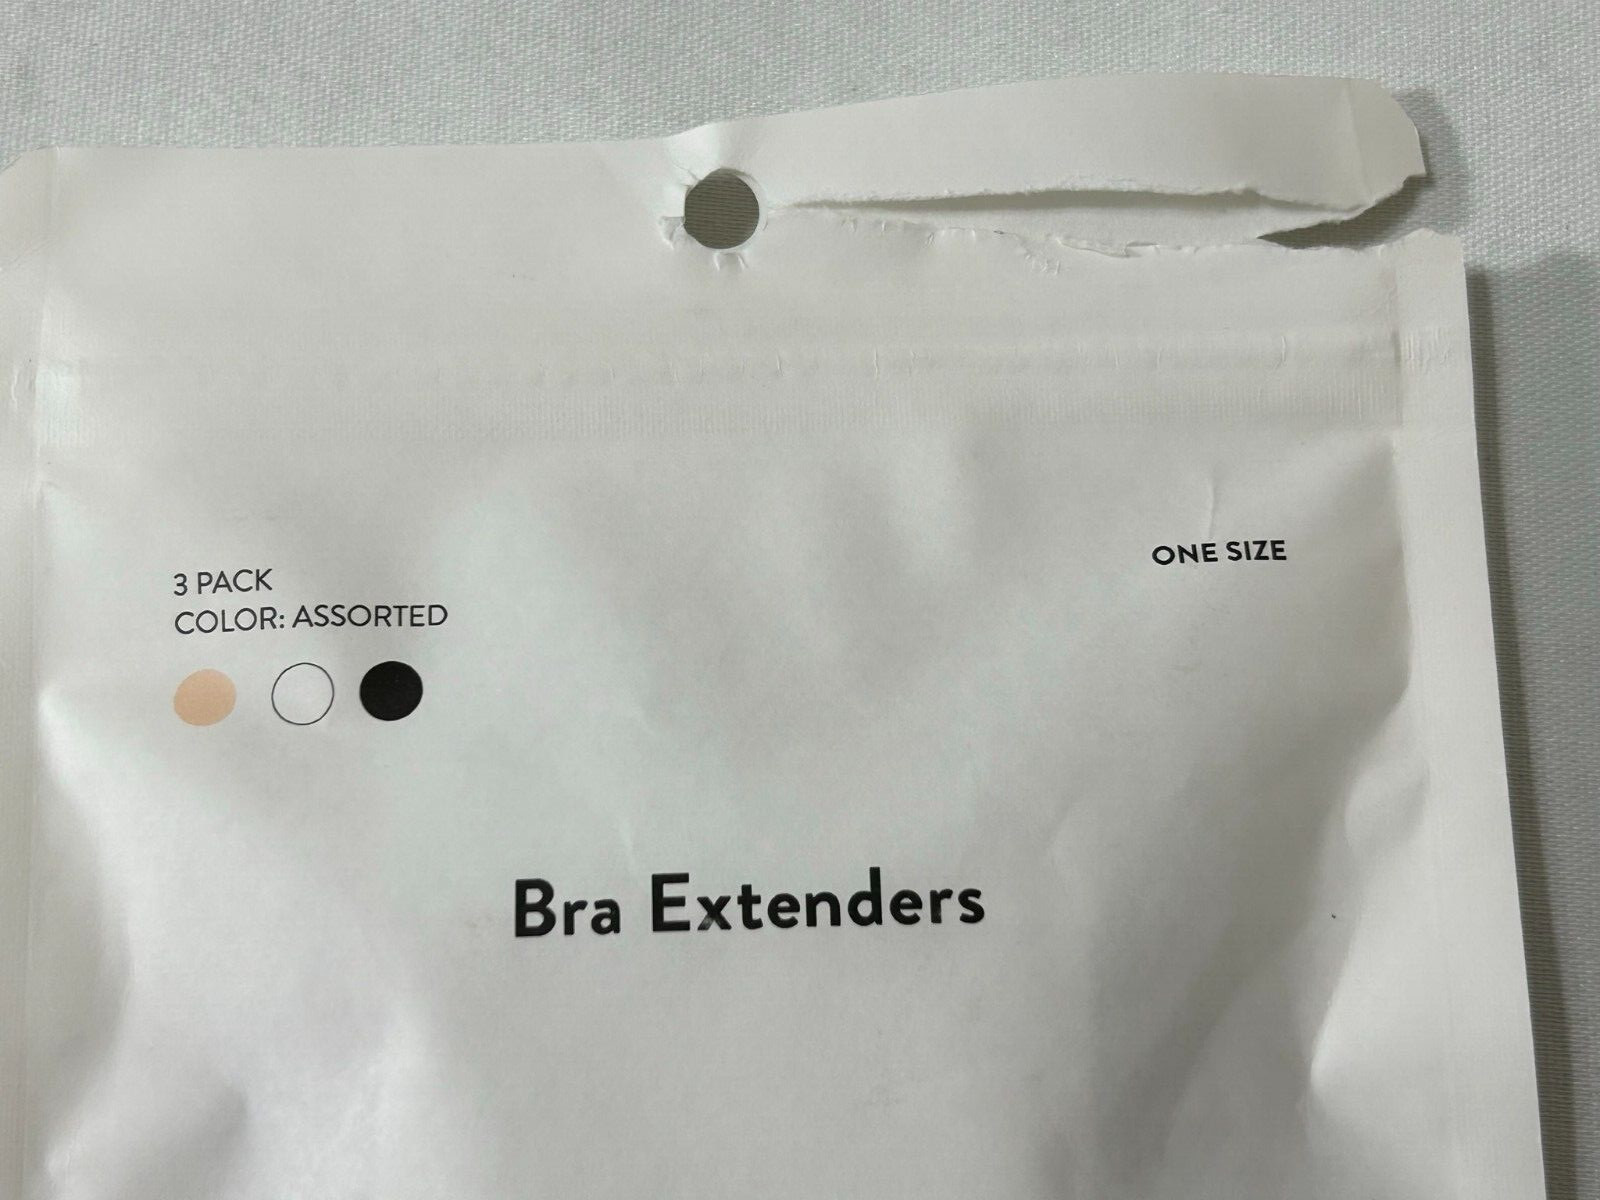 3 PACK
COLOR: ASSORTED
ONE SIZE
Bra Extenders